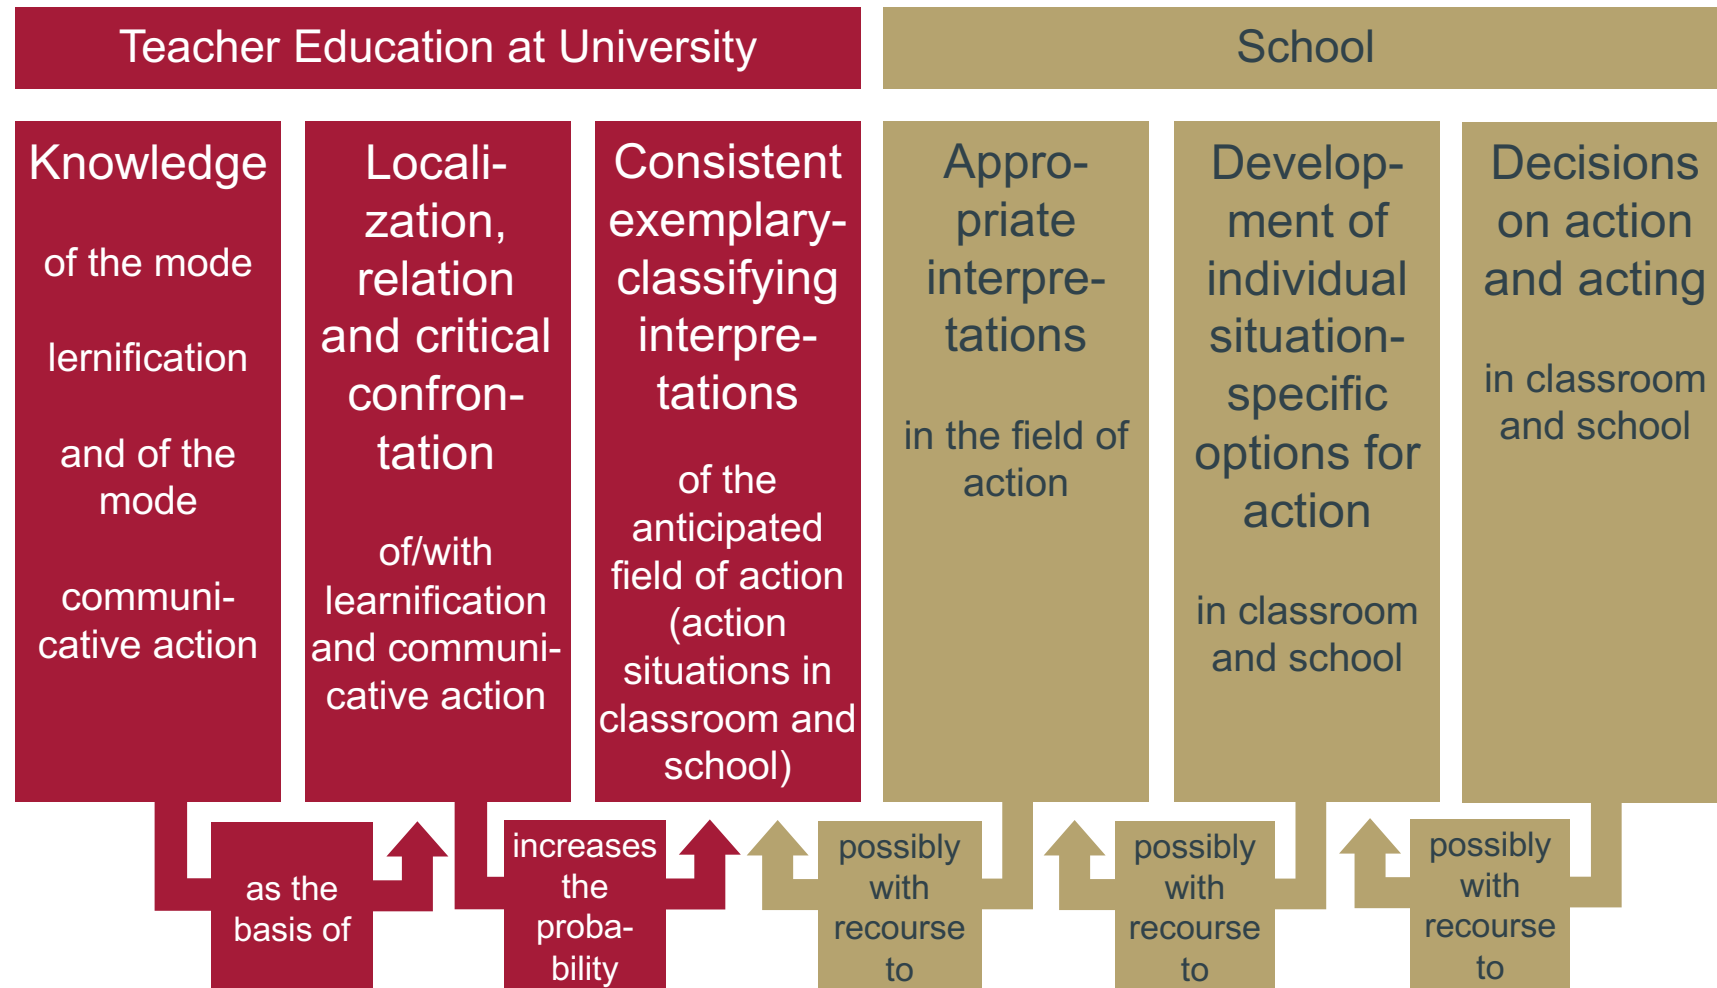 Teacher Education at University
School
Knowledge
of the mode
lernification
and of the
mode
communi-
cative action
Locali-
zation,
relation
and critical
confron-
tation
of/with
learnification
and communi-
cative action
Consistent
exemplary-
classifying
interpre-
tations
of the
anticipated
field of action
(action
situations in
classroom and
school)
Appro-
priate
interpre-
tations
in the field of
action
Develop-
ment of
individual
situation-
specific
options for
action
in classroom
and school
Decisions
on action
and acting
in classroom
and school
as the
basis of
increases
the
proba-
bility
possibly
with
recourse
to
possibly
with
recourse
to
possibly
with
recourse
to